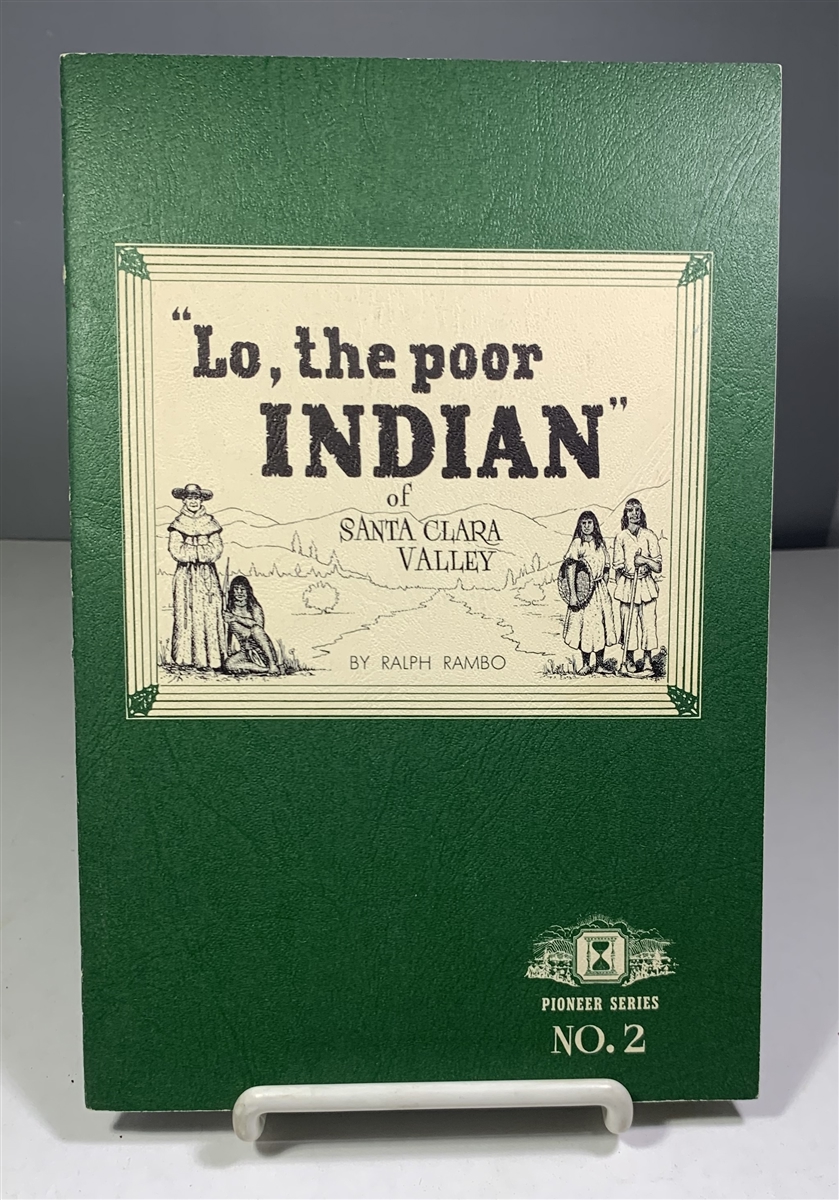 “Lo, the poor
INDIAN”
of
SANTA CLARA
VALLEY
BY RALPH RAMBO
PIONEER SERIES
NO. 2